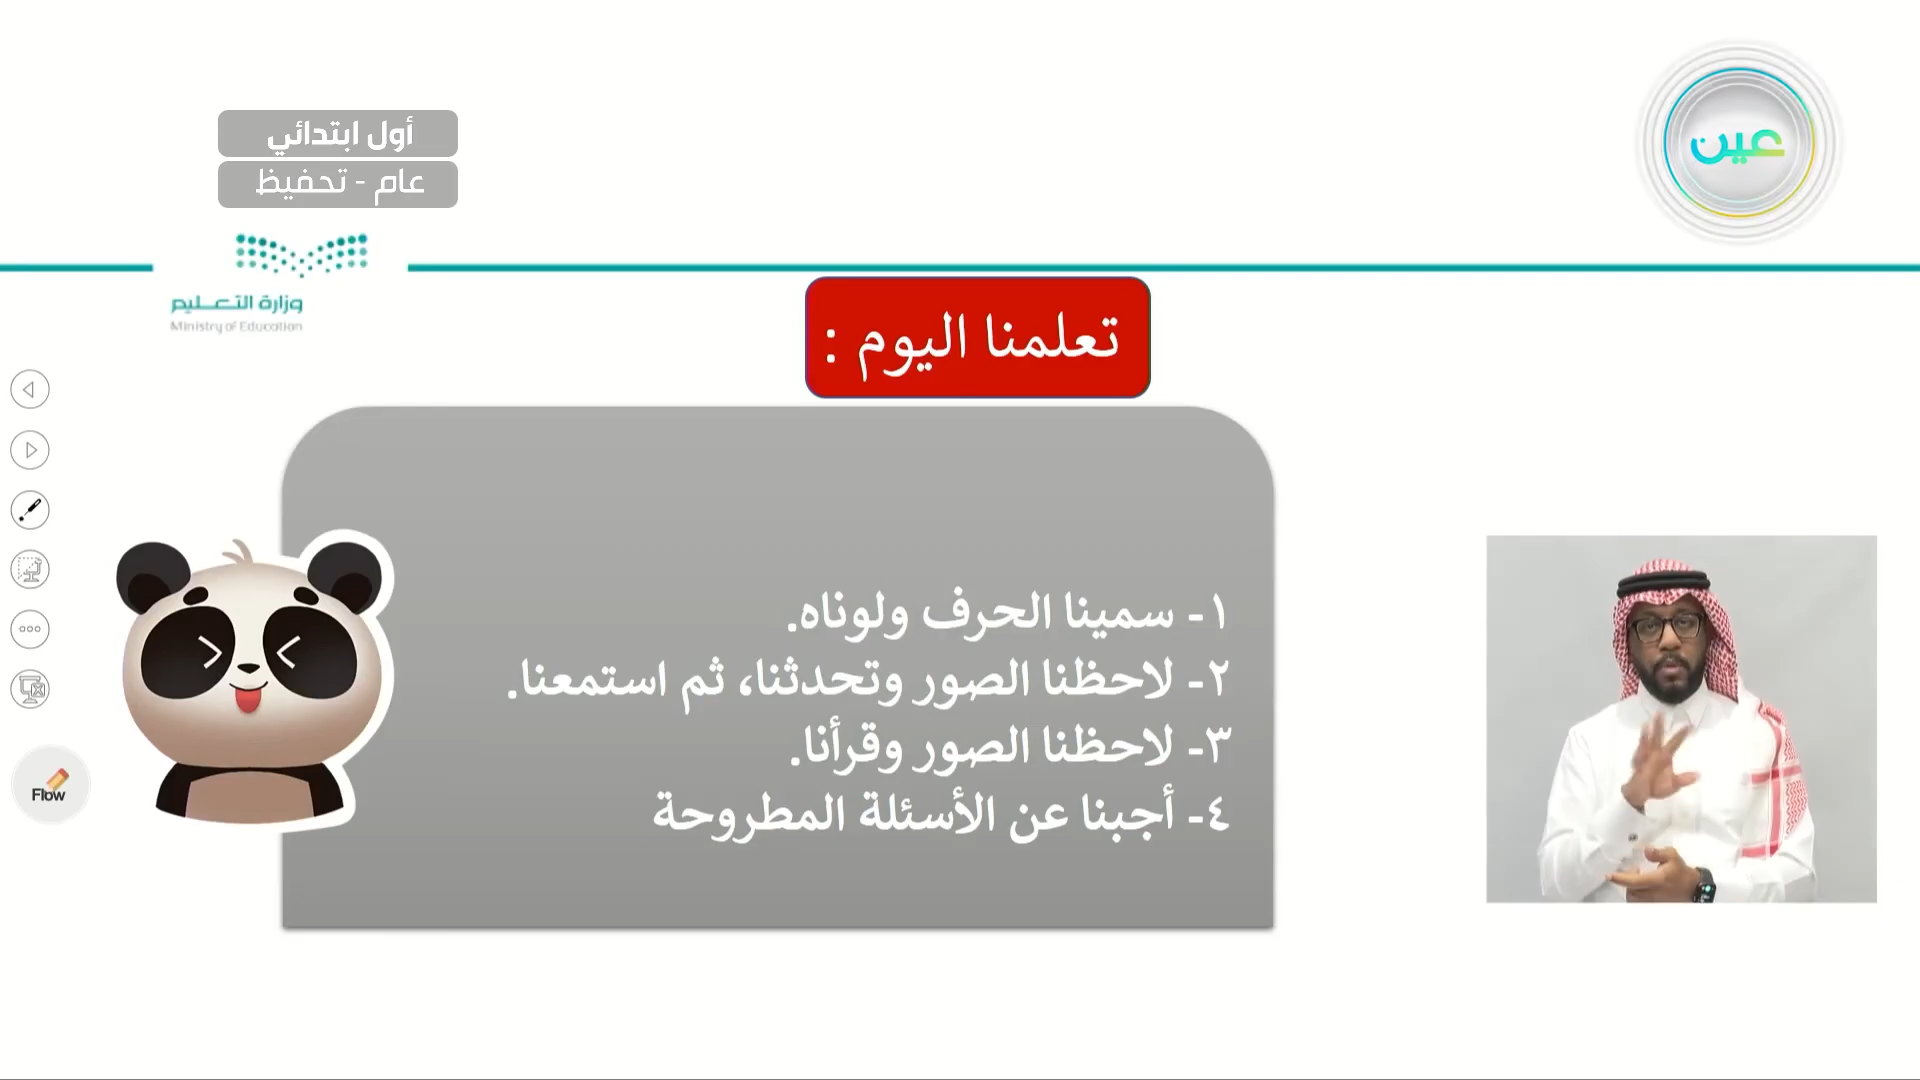 أول ابتدائي
عام - تحفيظ
عين
وزارة التعليم
Ministry of Education
تعلمنا اليوم :
١- سمينا الحرف ولوناه.
٢- لاحظنا الصور وتحدثنا، ثم استمعنا.
٣- لاحظنا الصور وقرأنا.
٤- أجبنا عن الأسئلة المطروحة
Flow